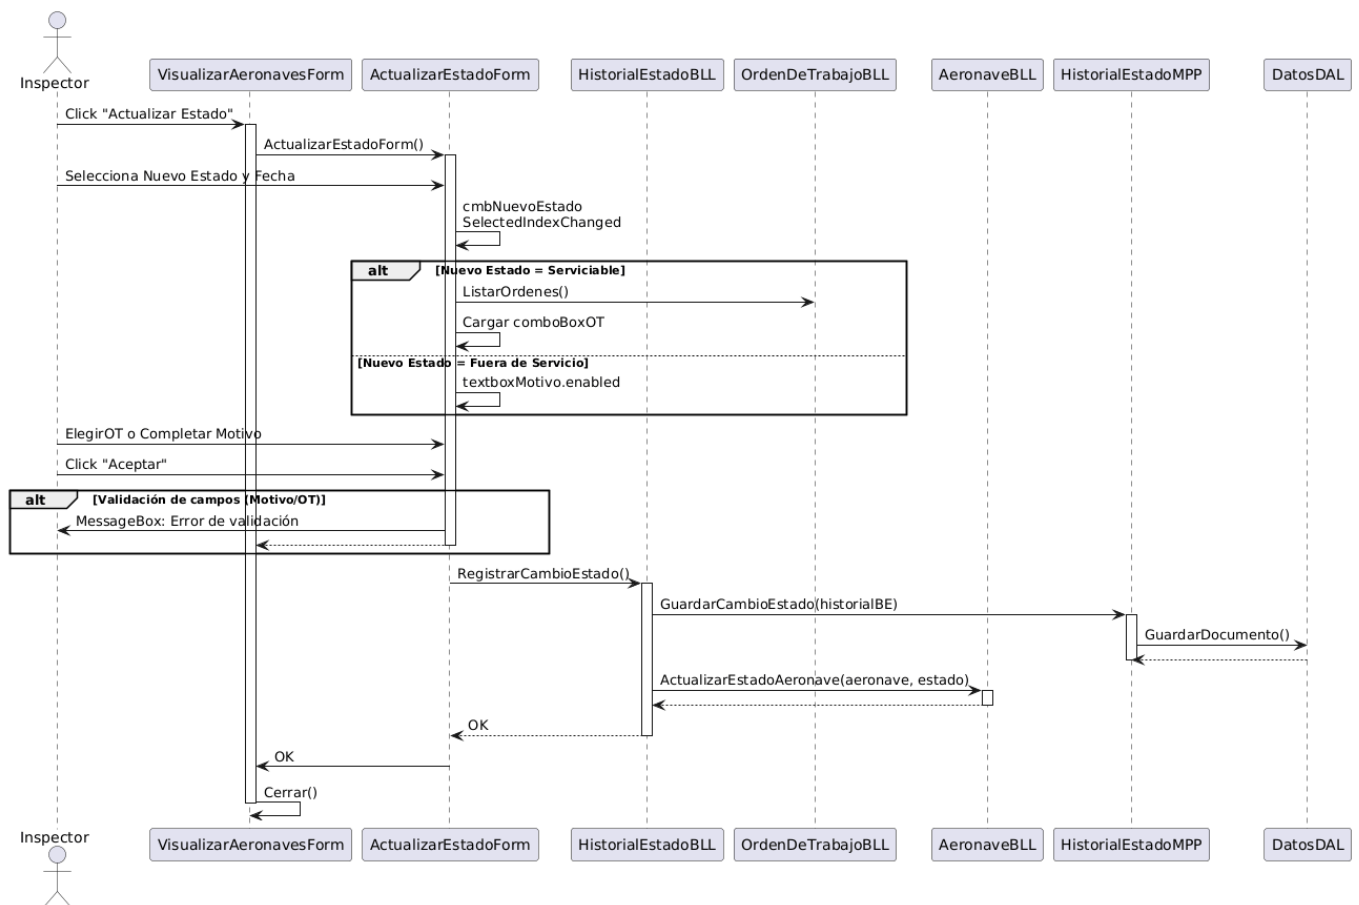 Inspector
VisualizarAeronavesForm
ActualizarEstadoForm
HistorialEstadoBLL
OrdenDeTrabajoBLL
AeronaveBLL
HistorialEstadoMPP
DatosDAL
Click "Actualizar Estado"
ActualizarEstadoForm()
Selecciona Nuevo Estado y Fecha
cmbNuevoEstado
SelectedIndexChanged
alt
[Nuevo Estado = Serviciable]
ListarOrdenes()
Cargar comboBoxOT
[Nuevo Estado = Fuera de Servicio]
textboxMotivo.enabled
ElegirOT o Completar Motivo
Click "Aceptar"
alt
[Validación de campos (Motivo/OT)]
MessageBox: Error de validación
RegistrarCambioEstado()
GuardarCambioEstado(historialBE)
GuardarDocumento()
ActualizarEstadoAeronave(aeronave, estado)
OK
OK
Cerrar()
Inspector
VisualizarAeronavesForm
ActualizarEstadoForm
HistorialEstadoBLL
OrdenDeTrabajoBLL
AeronaveBLL
HistorialEstadoMPP
DatosDAL